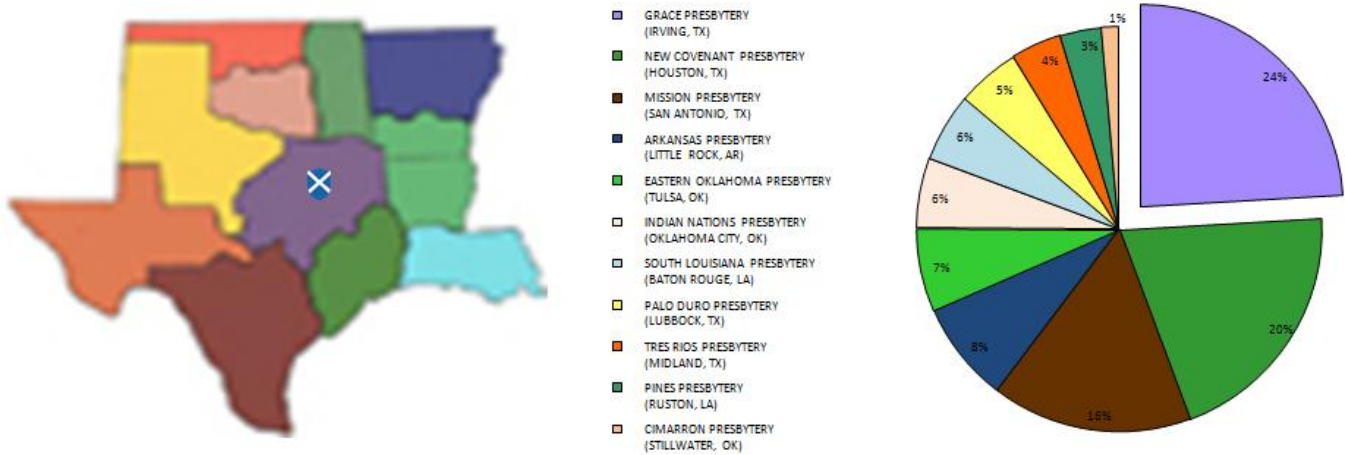 GRACE PRESBYTERY
(IRVING, TX)
NEW COVENANT PRESBYTERY
(HOUSTON, TX)
MISSION PRESBYTERY
(SAN ANTONIO, TX)
ARKANSAS PRESBYTERY
(LITTLE ROCK, AR)
EASTERN OKLAHOMA PRESBYTERY
(TULSA, OK)
INDIAN NATIONS PRESBYTERY
(OKLAHOMA CITY, OK)
SOUTH LOUISIANA PRESBYTERY
(BATON ROUGE, LA)
PALO DURO PRESBYTERY
(LUBBOCK, TX)
TRES RIOS PRESBYTERY
(MIDLAND, TX)
PINES PRESBYTERY
(RUSTON, LA)
CIMARRON PRESBYTERY
(STILLWATER, OK)
24%
20%
16%
8%
7%
6%
6%
5%
4%
3%
1%